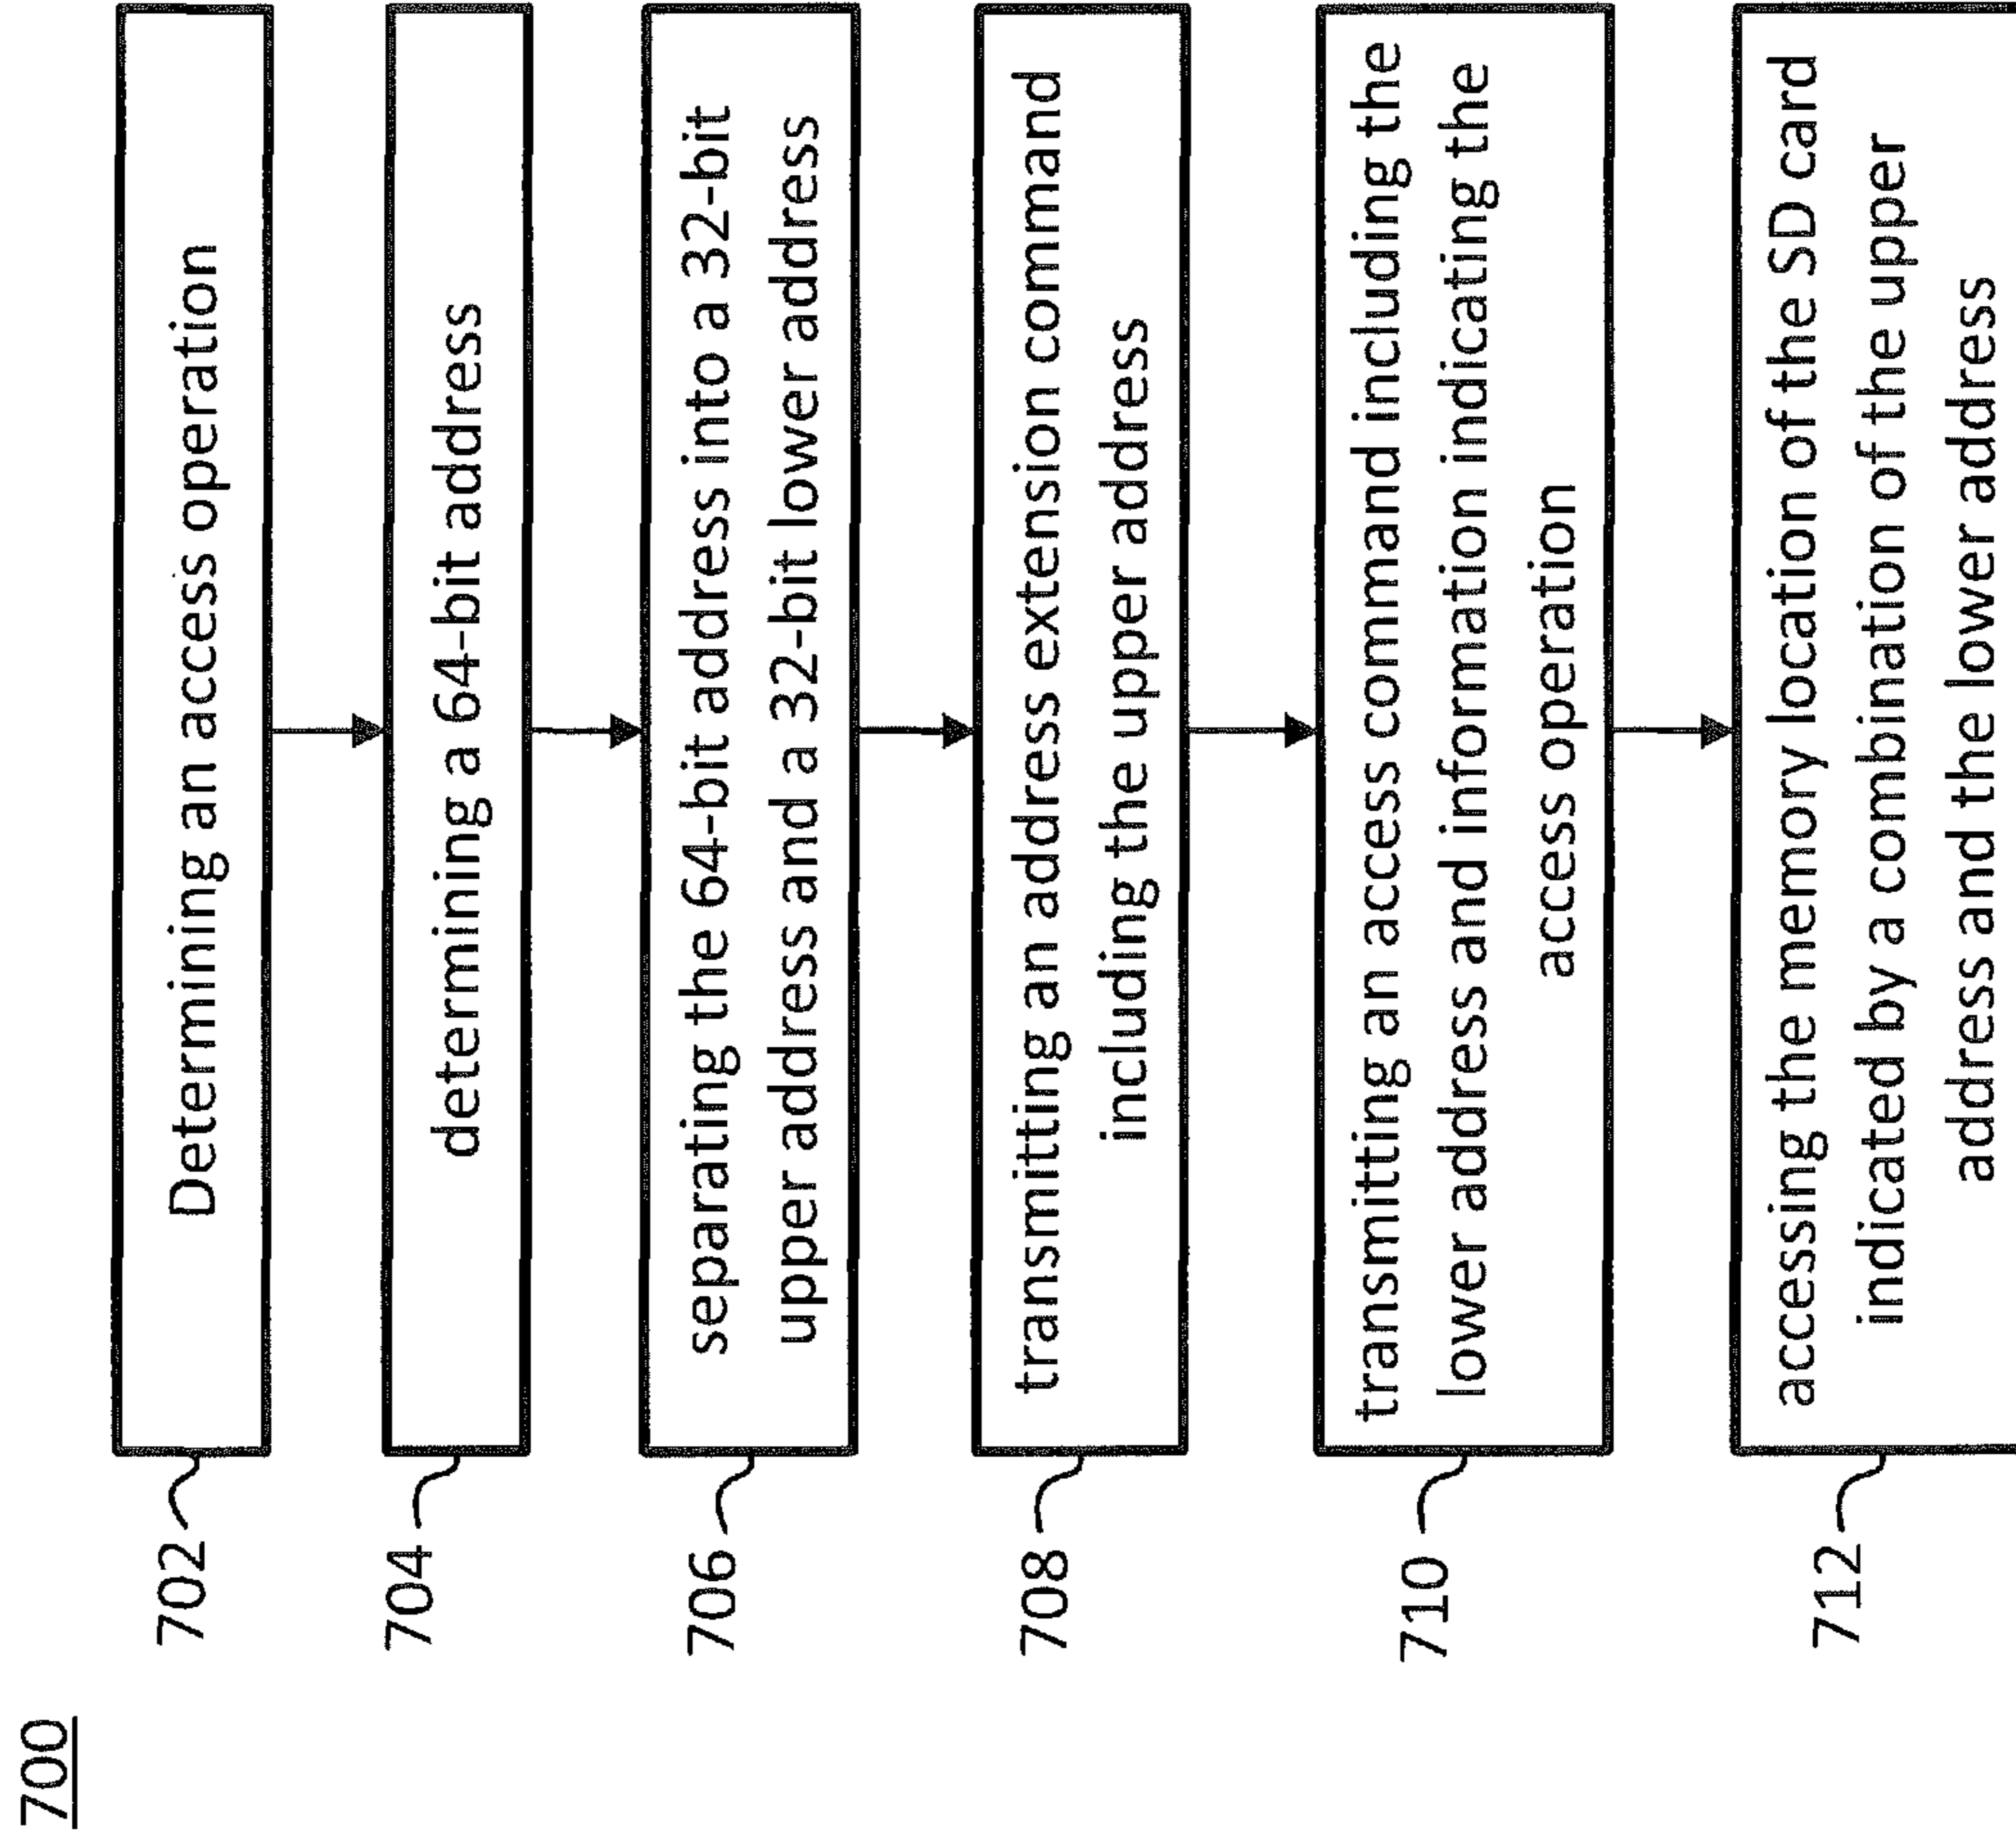 700
702
Determining an access operation
704
determining a 64-bit address
706
separating the 64-bit address into a 32-bit
upper address and a 32-bit lower address
708
transmitting an address extension command
including the upper address
710
transmitting an access command including the
lower address and information indicating the
access operation
712
accessing the memory location of the SD card
indicated by a combination of the upper
address and the lower address